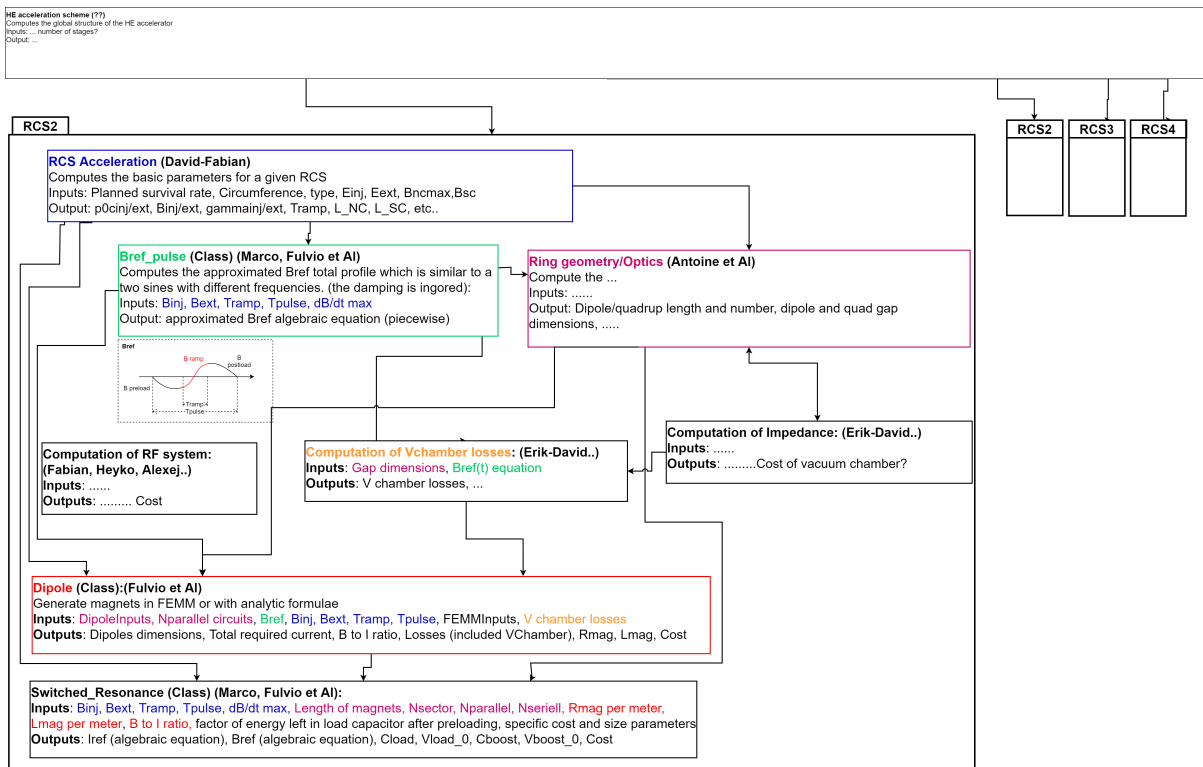 HE acceleration scheme (??)
Computes the global structure of the HE accelerator
Inputs: ... number of stages?
Output: ...
RCS2
RCS2
RCS3
RCS4
RCS Acceleration (David-Fabian)
Computes the basic parameters for a given RCS
Inputs: Planned survival rate, Circumference, type, Einj, Eext, Bncmax,Bsc
Output: p0cinj/ext, Binj/ext, gammainj/ext, Tramp, L_NC, L_SC, etc..
Bref_pulse (Class) (Marco, Fulvio et Al)
Computes the approximated Bref total profile which is similar to a
two sines with different frequencies. (the damping is ingored):
Inputs: Binj, Bext, Tramp, Tpulse, dB/dt max
Output: approximated Bref algebraic equation (piecewise)
Ring geometry/Optics (Antoine et Al)
Compute the ...
Inputs: ......
Output: Dipole/quadrup length and number, dipole and quad gap
dimensions, .....
Bref
B ramp
B
postload
B preload
Tramp
Tpulse
Computation of RF system:
(Fabian, Heyko, Alexej..)
Inputs: ......
Outputs: ......... Cost
Computation of Vchamber losses: (Erik-David..)
Inputs: Gap dimensions, Bref(t) equation
Outputs: V chamber losses, ...
Computation of Impedance: (Erik-David..)
Inputs: ......
Outputs: .........Cost of vacuum chamber?
Dipole (Class):(Fulvio et Al)
Generate magnets in FEMM or with analytic formulae
Inputs: DipoleInputs, Nparallel circuits, Bref, Binj, Bext, Tramp, Tpulse, FEMMInputs, V chamber losses
Outputs: Dipoles dimensions, Total required current, B to I ratio, Losses (included VChamber), Rmag, Lmag, Cost
Switched_Resonance (Class) (Marco, Fulvio et Al):
Inputs: Binj, Bext, Tramp, Tpulse, dB/dt max, Length of magnets, Nsector, Nparallel, Nseriell, Rmag per meter,
Lmag per meter, B to I ratio, factor of energy left in load capacitor after preloading, specific cost and size parameters
Outputs: Iref (algebraic equation), Bref (algebraic equation), Cload, Vload_0, Cboost, Vboost_0, Cost